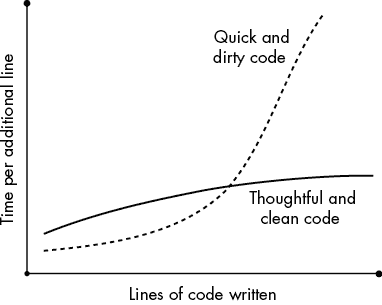 Quick and
dirty code
Time per additional line
Thoughtful and
clean code
Lines of code written